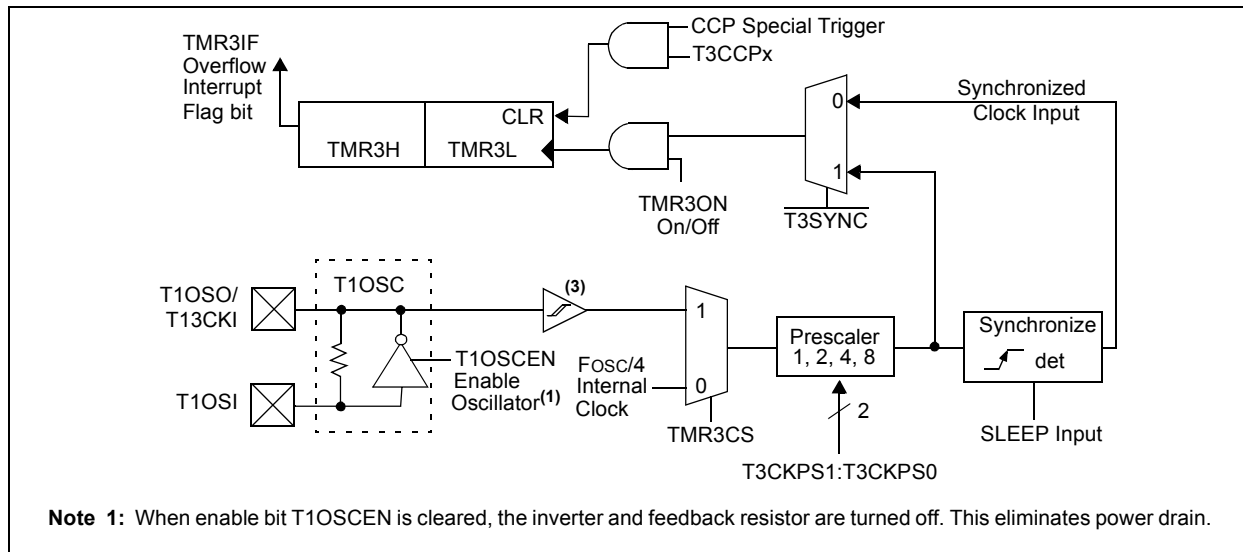 CCP Special Trigger
T3CCPx
TMR3IF
Overflow
Interrupt
Flag bit
CLR
TMR3H
TMR3L
0
1
Synchronized
Clock Input
TMR3ON
On/Off
T3SYNC
T1OSO/
T13CKI
T1OSC
(3)
1
Prescaler
1, 2, 4, 8
Synchronize
det
T1OSCEN
Enable
Oscillator(1)
FOSC/4
Internal
Clock
0
T1OSI
TMR3CS
2
SLEEP Input
T3CKPS1:T3CKPS0
Note 1: When enable bit T1OSCEN is cleared, the inverter and feedback resistor are turned off. This eliminates power drain.